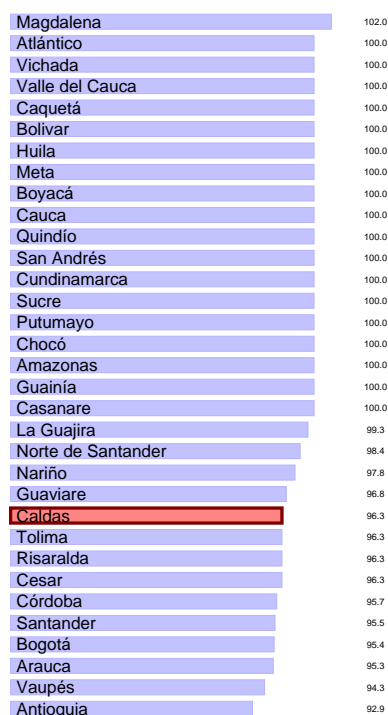 Magdalena 102.0
Atlántico 100.0
Vichada 100.0
Valle del Cauca 100.0
Caquetá 100.0
Bolivar 100.0
Huila 100.0
Meta 100.0
Boyacá 100.0
Cauca 100.0
Quindío 100.0
San Andrés 100.0
Cundinamarca 100.0
Sucre 100.0
Putumayo 100.0
Chocó 100.0
Amazonas 100.0
Guainía 100.0
Casanare 100.0
La Guajira 99.3
Norte de Santander 98.4
Nariño 97.8
Guaviare 96.8
Caldas 96.3
Tolima 96.3
Risaralda 96.3
Cesar 96.3
Córdoba 95.7
Santander 95.5
Bogotá 95.4
Arauca 95.3
Vaupés 94.3
Antioquia 92.9